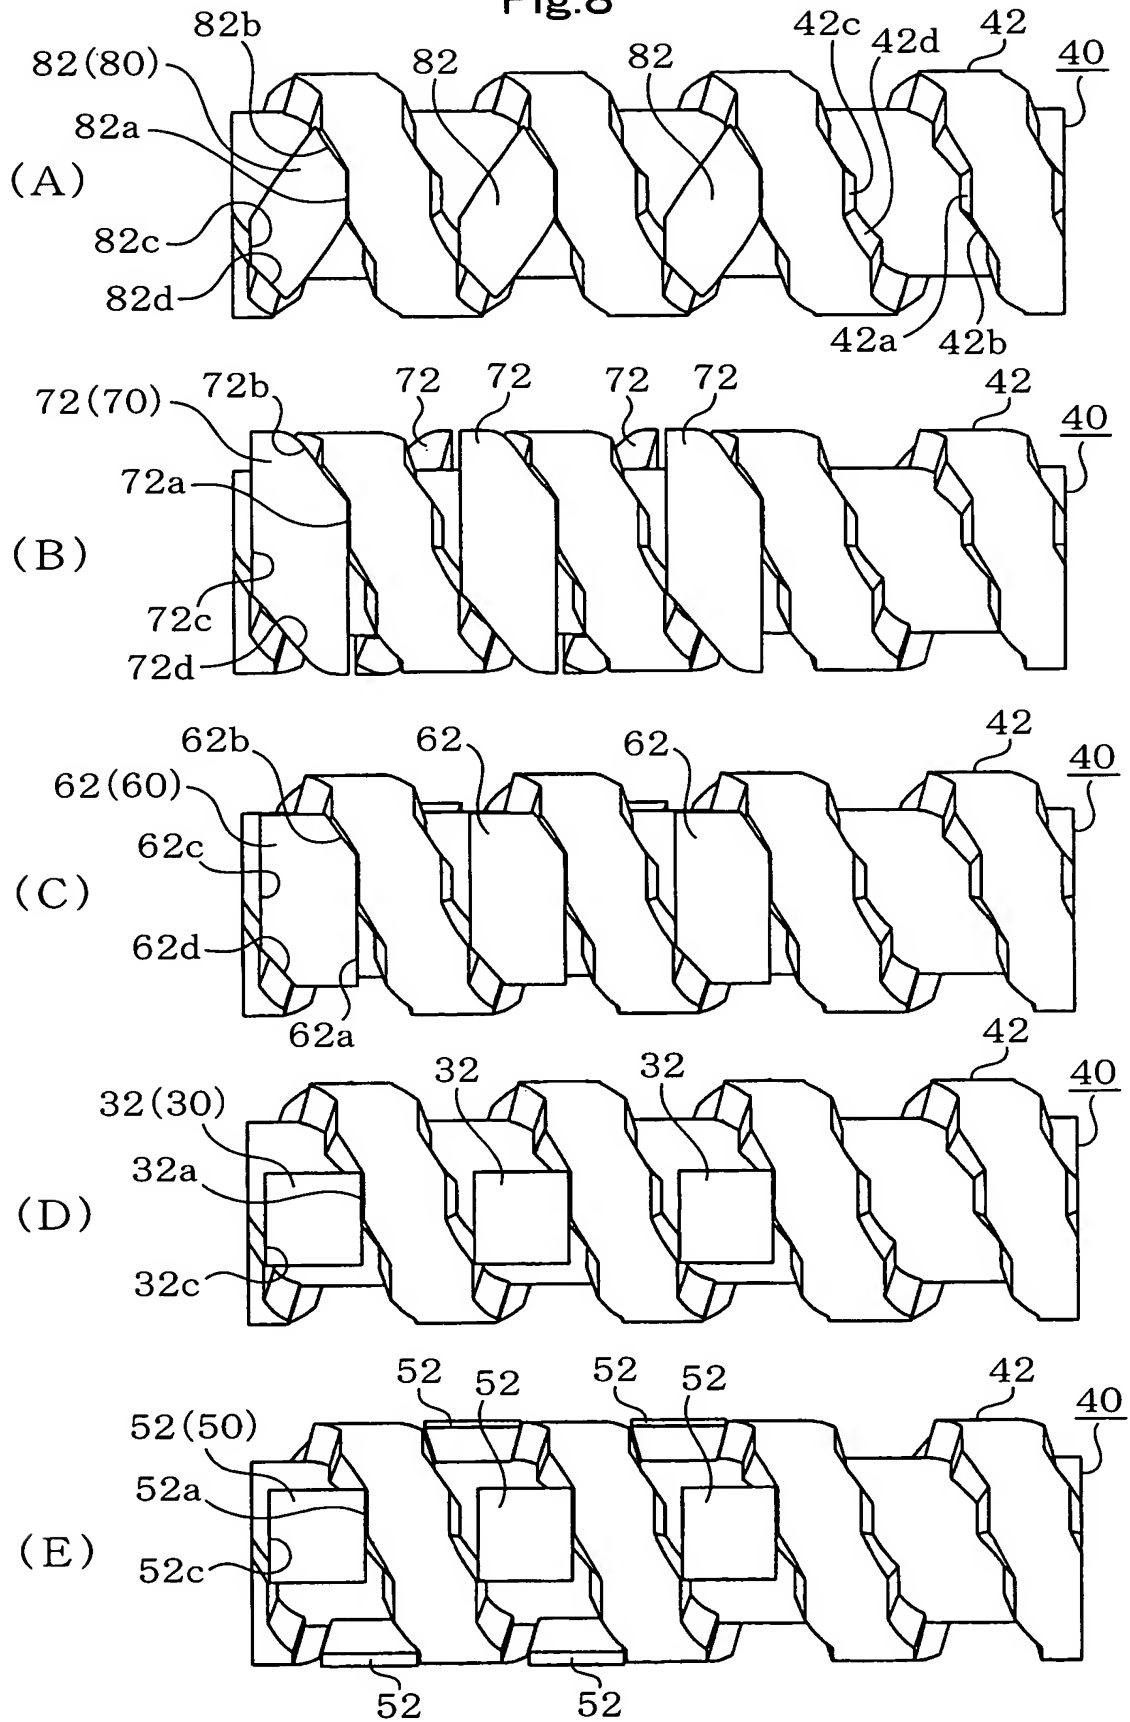 Fig.8
82b
42c
42d
42
40
82(80)
82
82
82a
(A)
82c
82d
42a
42b
72b
72
72
72
72
42
40
72(70)
72a
(B)
72c
72d
62b
62
62
42
40
62(60)
62c
(C)
62d
62a
42
40
32(30)
32
32
32a
(D)
32c
52
52
52
52
42
40
52(50)
52a
(E)
52c
52
52